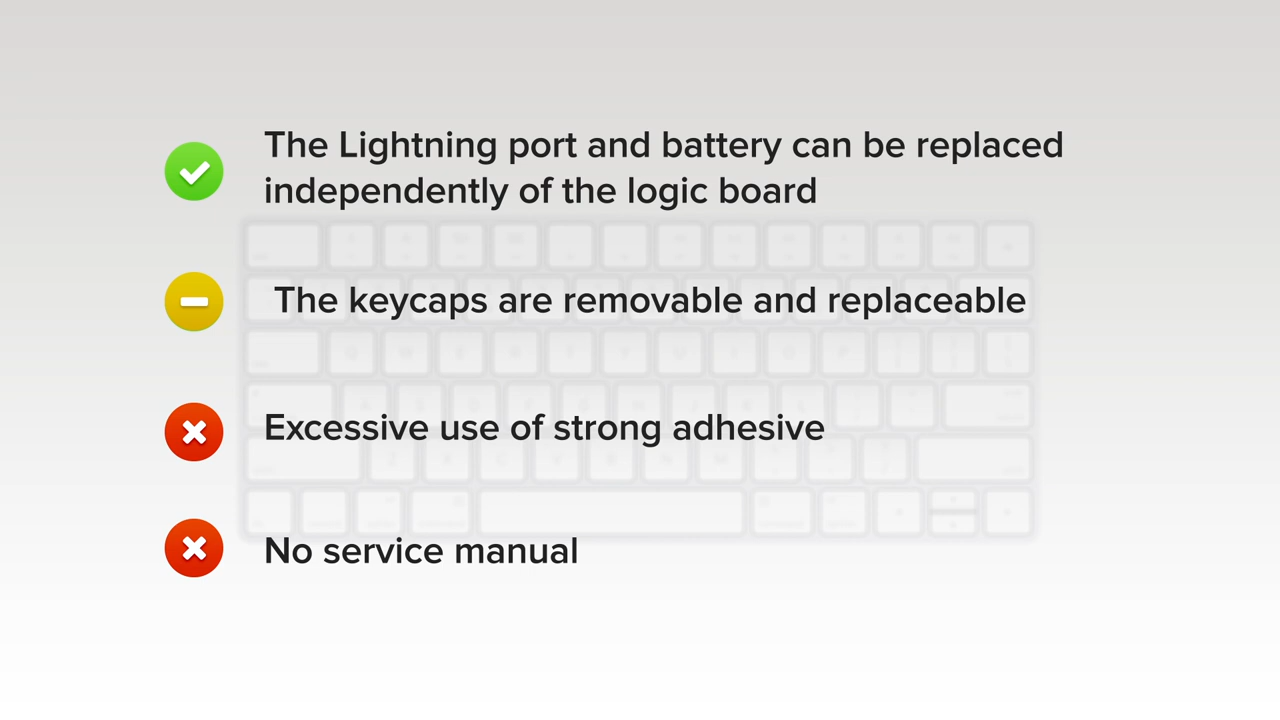 The Lightning port and battery can be replaced
independently of the logic board
The keycaps are removable and replaceable
Excessive use of strong adhesive
No service manual